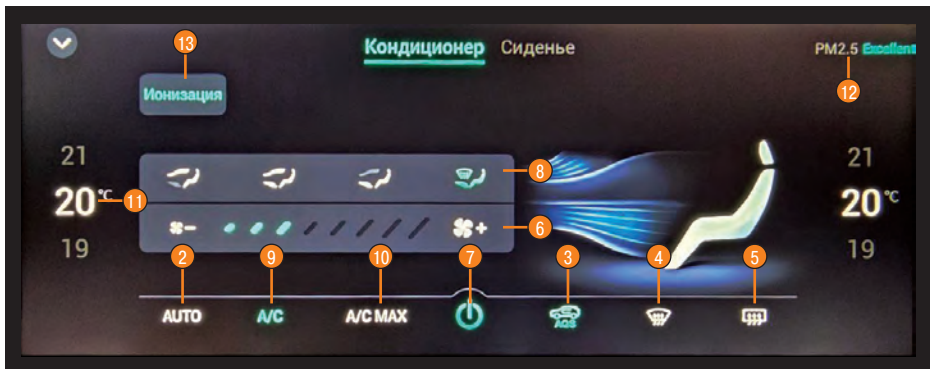 13
Кондиционер Сиденье
PM2.5 Excellent
12
Ионизация
21
21
8
20°C
11
20°C
6
19
19
2
9
10
7
3
4
5
AUTO
A/C
A/C MAX
AQS